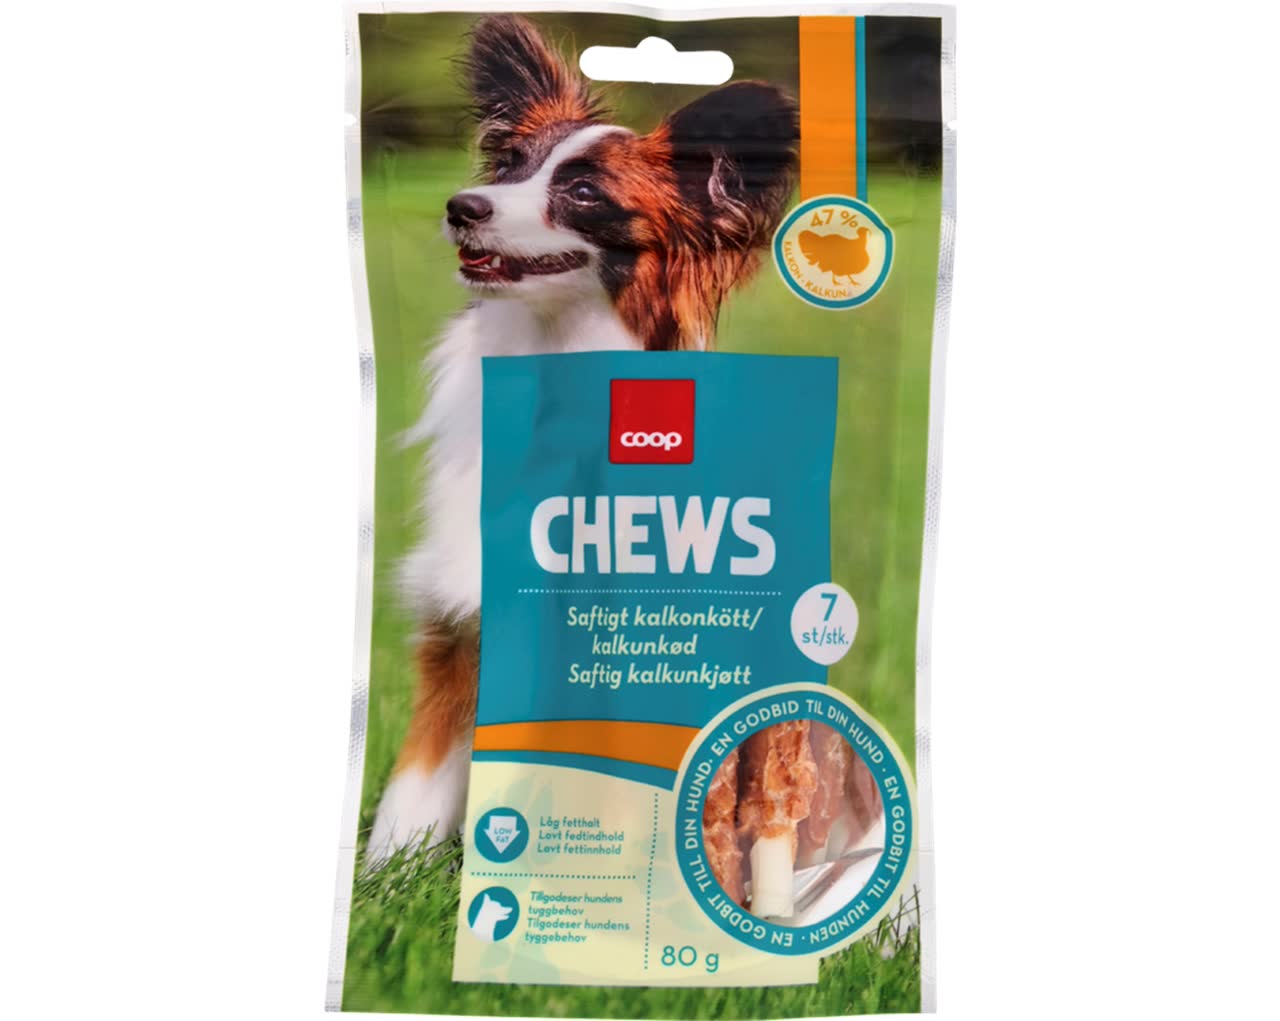 47 %
KALKON - KALKUN
coop
CHEWS
Saftigt kalkonkött/
kalkunkød
Saftig kalkunkjøtt
7
st/stk.
EN GODBIT TILL DIN HUND · EN GODBID TIL DIN HUND · EN GODBIT TIL HUNDEN ·
LOW
FAT
Låg fetthalt
Lavt fedtindhold
Lavt fettinnhold
Tillgodeser hundens
tuggbehov
Tilgodeser hundens
tyggebehov
80 g